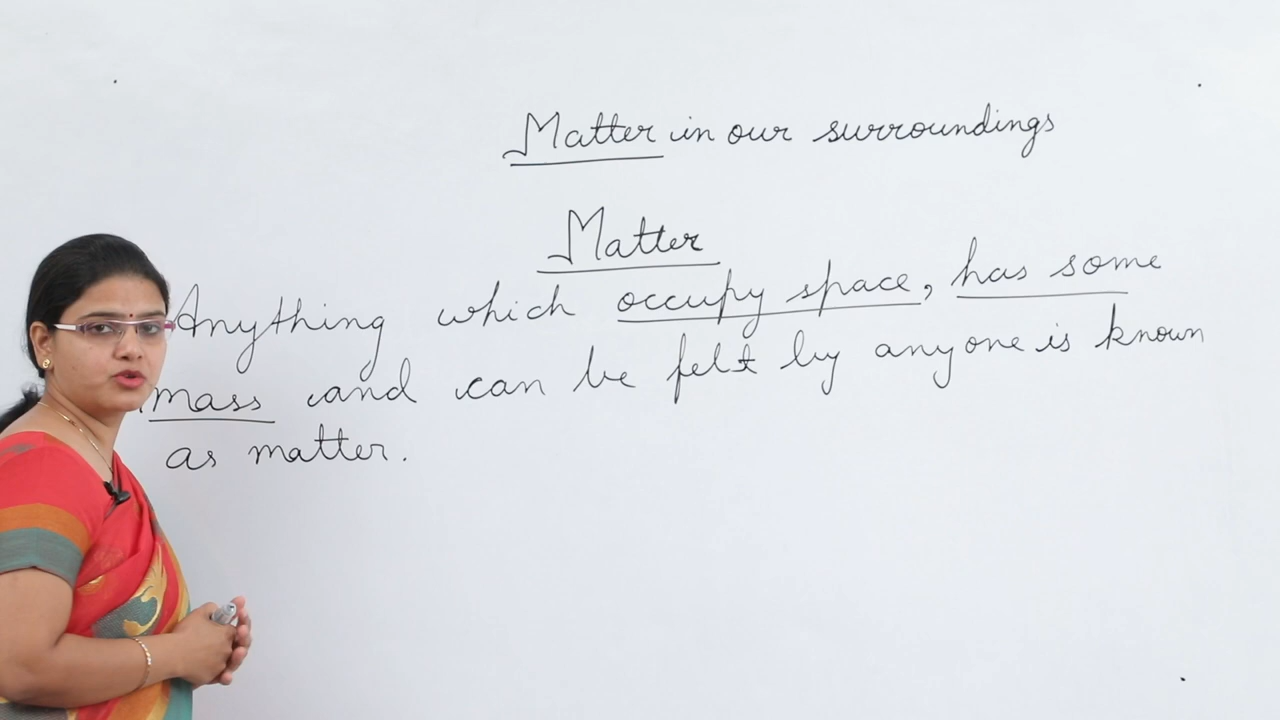 Matter in our surroundings
Matter
Anything which occupy space, has some
mass and can be felt by anyone is known
as matter.